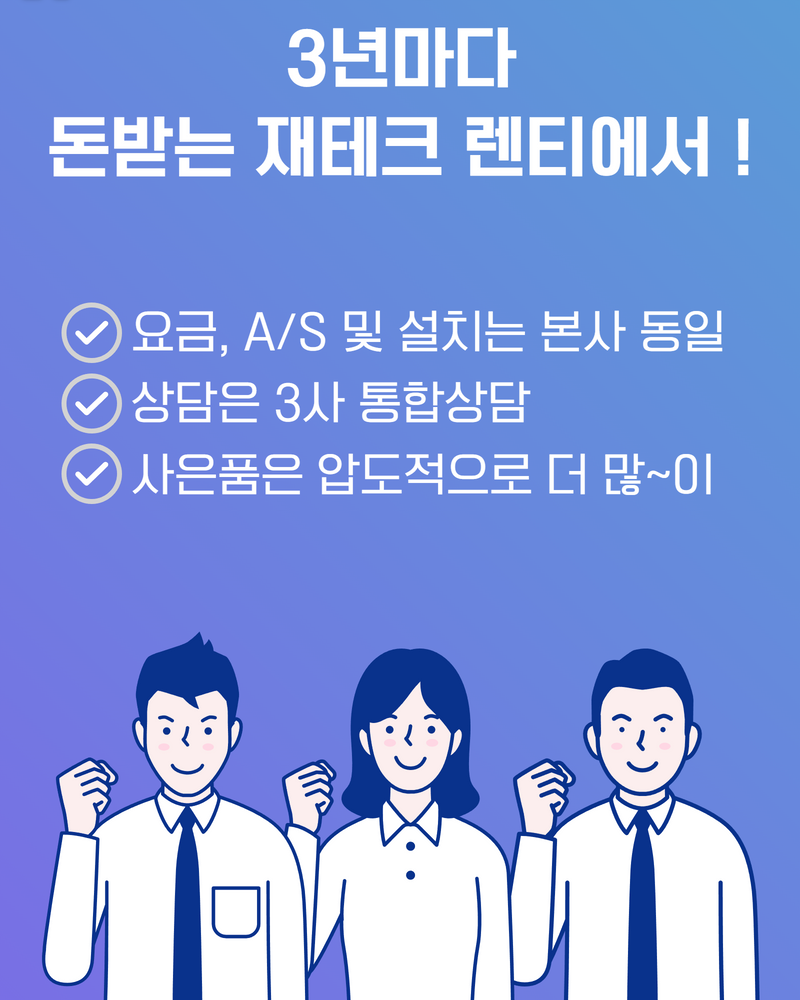 3년마다
돈받는 재테크 렌티에서 !
요금, A/S 및 설치는 본사 동일
상담은 3사 통합상담
사은품은 압도적으로 더 많~이